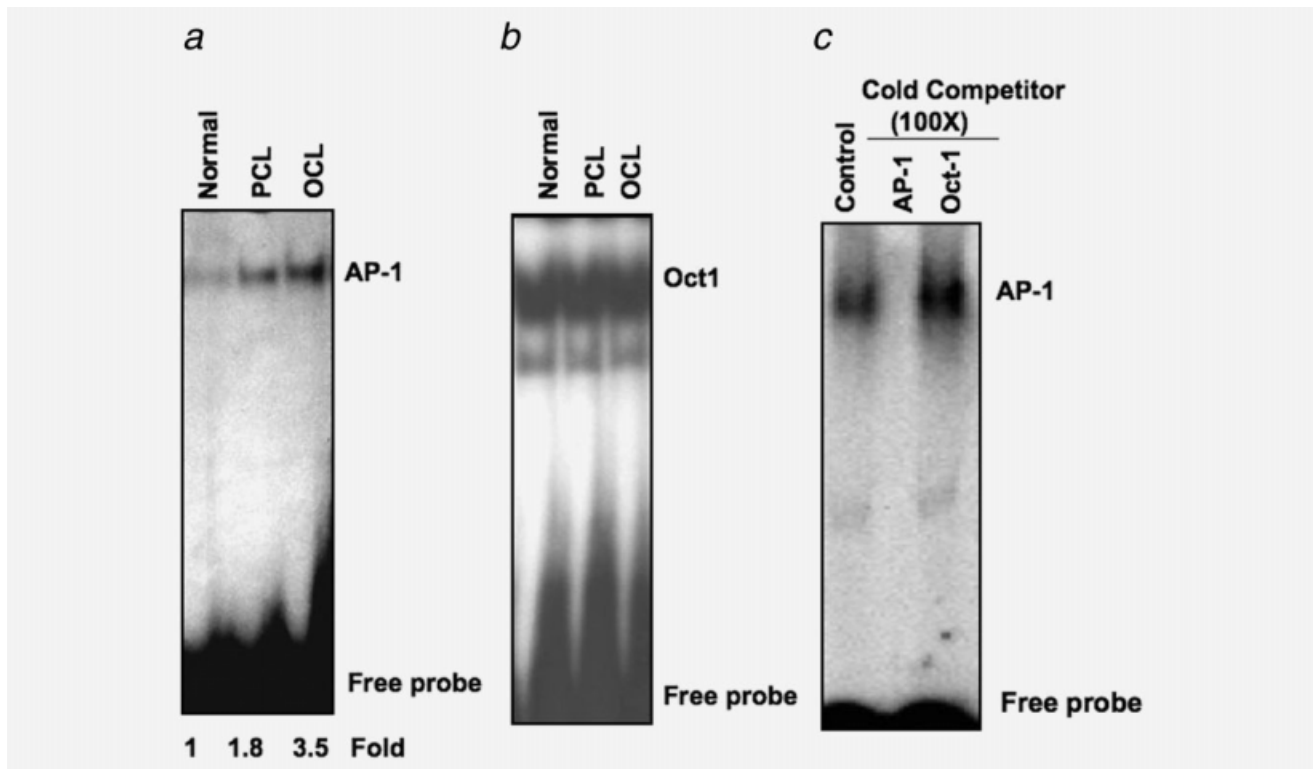 a
Normal
PCL
OCL
AP-1
Free probe
1 1.8 3.5 Fold
b
Normal
PCL
OCL
Oct1
Free probe
c
Cold Competitor
(100X)
Control
AP-1
Oct-1
AP-1
Free probe